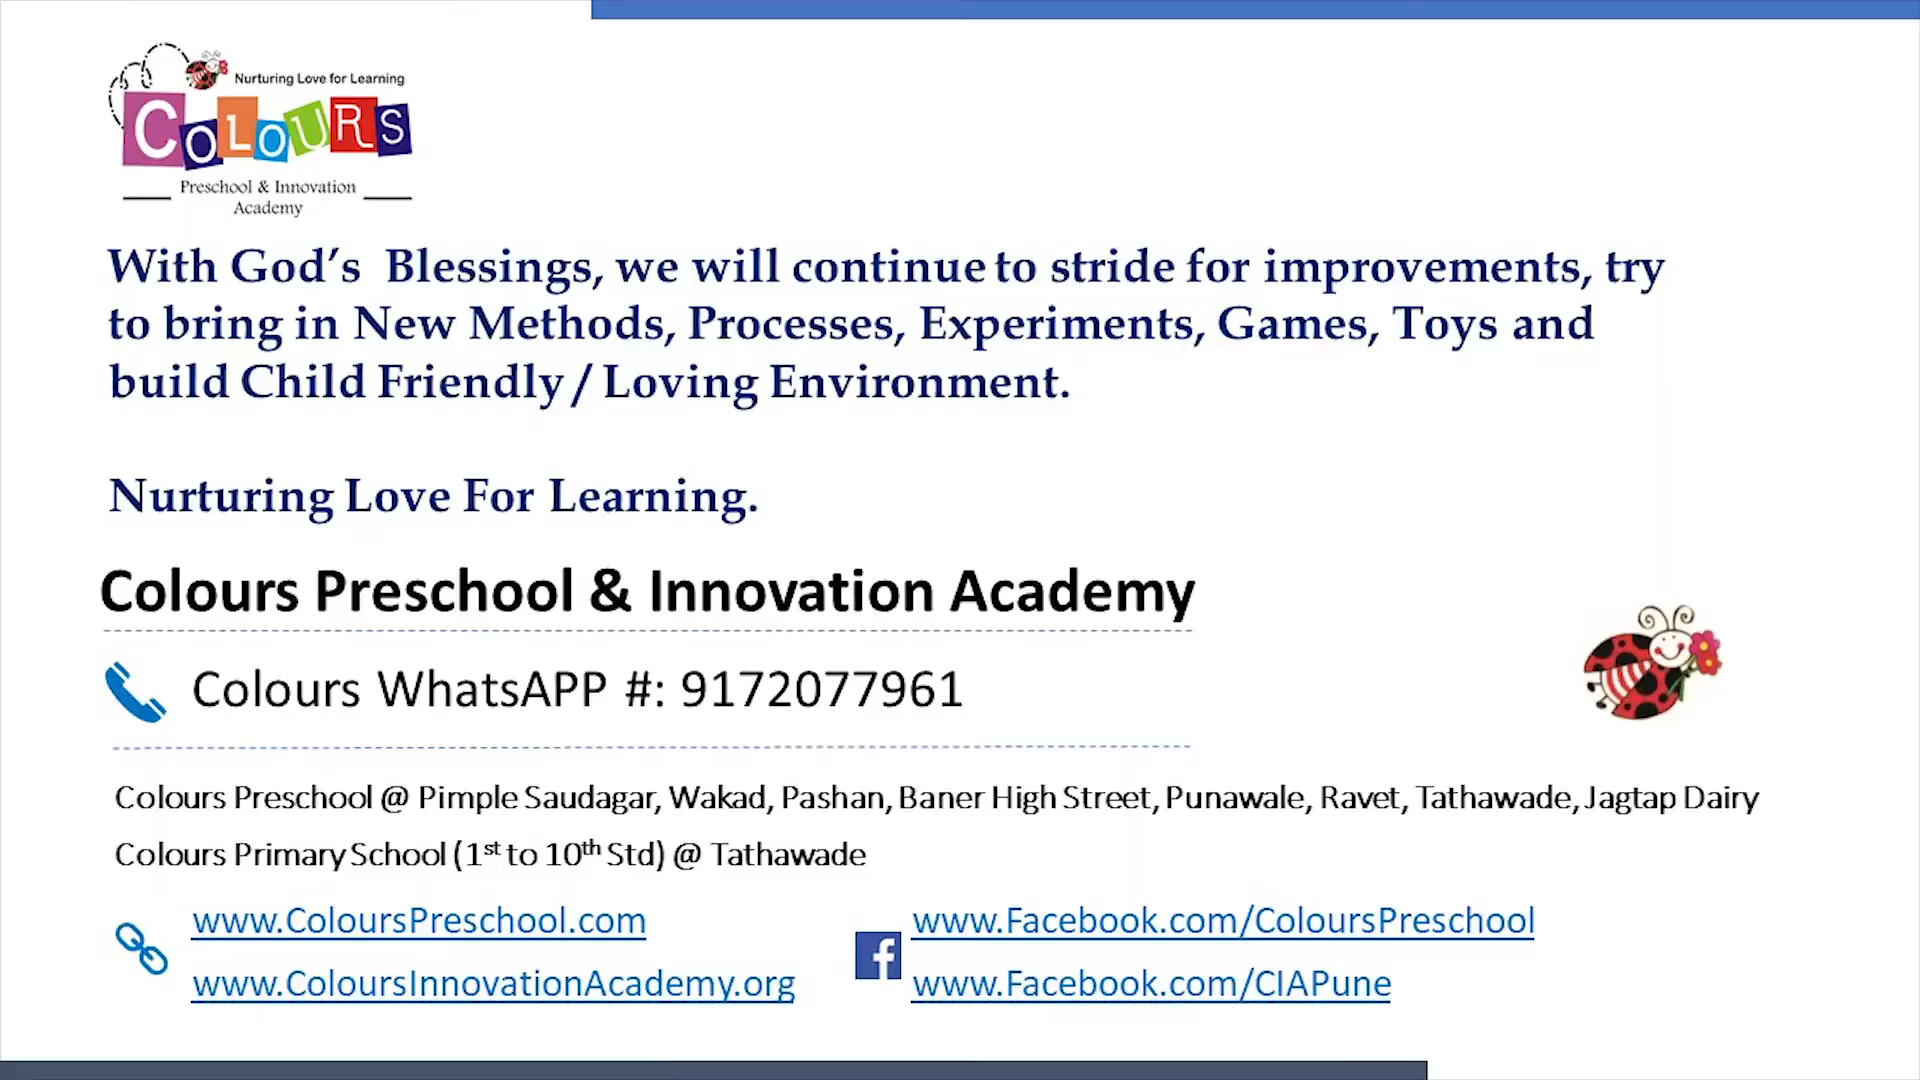 Nurturing Love for Learning
COLOURS
Preschool & Innovation
Academy
With God’s Blessings, we will continue to stride for improvements, try
to bring in New Methods, Processes, Experiments, Games, Toys and
build Child Friendly / Loving Environment.
Nurturing Love For Learning.
Colours Preschool & Innovation Academy
Colours WhatsAPP #: 9172077961
Colours Preschool @ Pimple Saudagar, Wakad, Pashan, Baner High Street, Punawale, Ravet, Tathawade, Jagtap Dairy
Colours Primary School (1st to 10th Std) @ Tathawade
www.ColoursPreschool.com
www.ColoursInnovationAcademy.org
f
www.Facebook.com/ColoursPreschool
www.Facebook.com/CIAPune